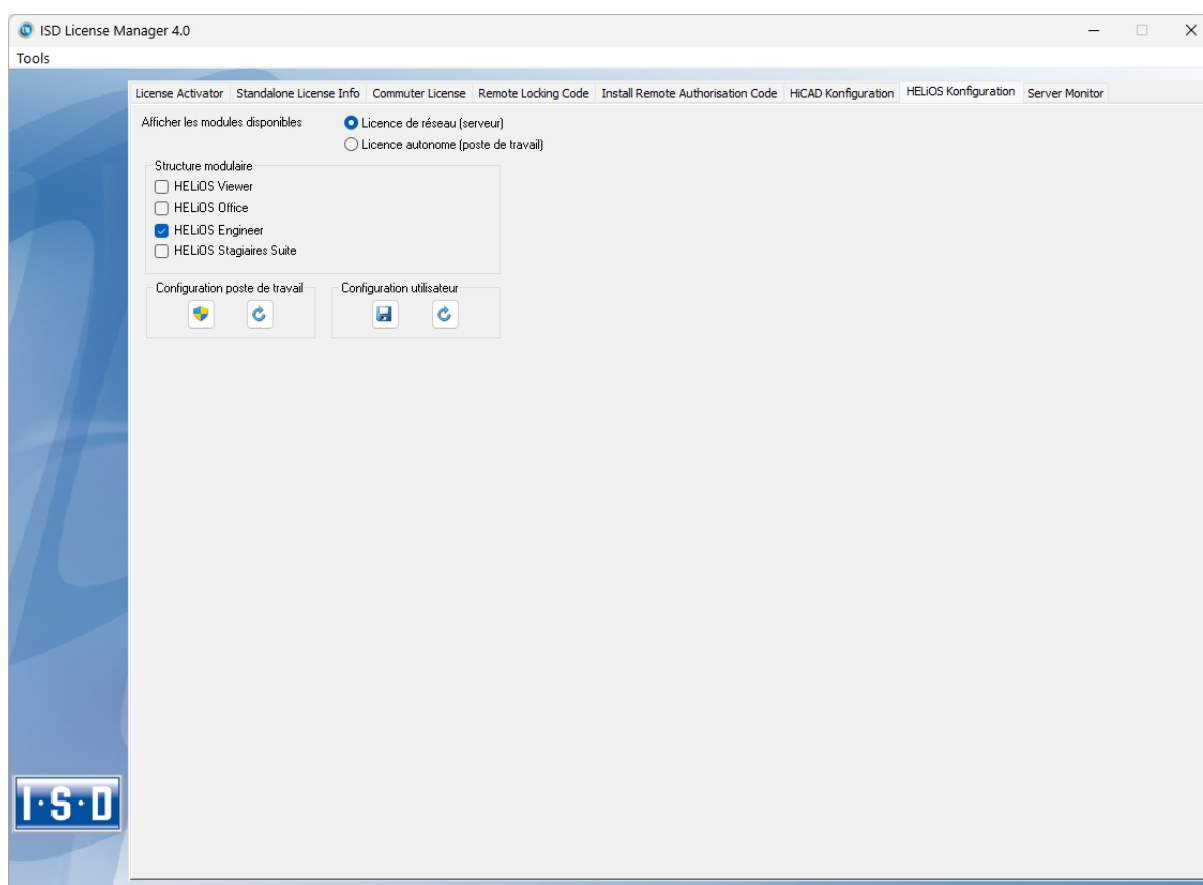 ISD License Manager 4.0
Tools
License Activator Standalone License Info Commuter License Remote Locking Code Install Remote Authorisation Code HiCAD Konfiguration HELiOS Konfiguration Server Monitor
Afficher les modules disponibles
Licence de réseau (serveur)
Licence autonome (poste de travail)
Structure modulaire
HELiOS Viewer
HELiOS Office
HELiOS Engineer
HELiOS Stagiaires Suite
Configuration poste de travail
Configuration utilisateur
I·S·D